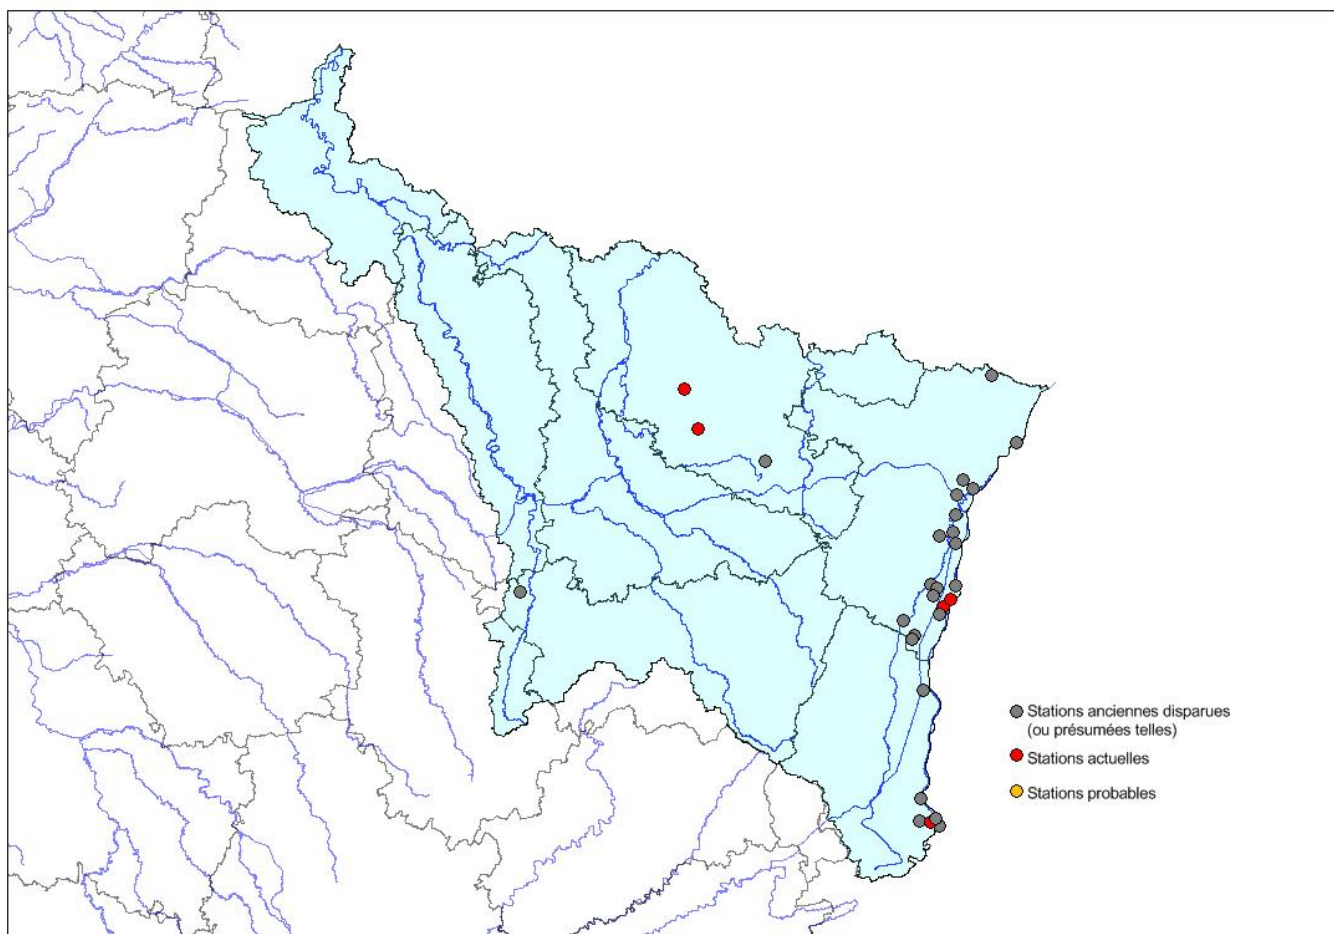 Stations anciennes disparues
(ou présumées telles)
Stations actuelles
Stations probables